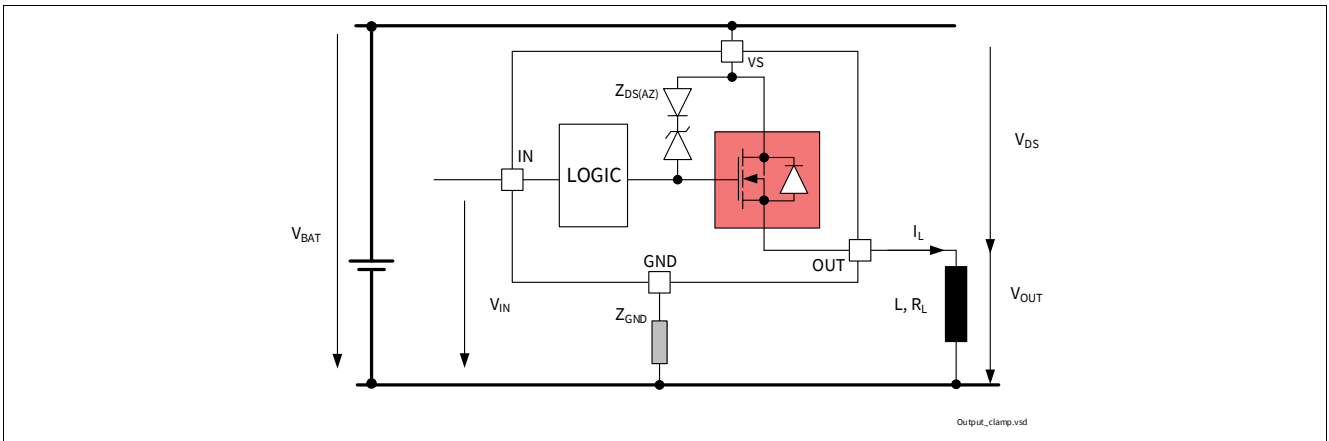 VS
ZDS(AZ)
VDS
IN
LOGIC
VBAT
IL
GND
OUT
VIN
ZGND
L, RL
VOUT
Output_clamp.vsd